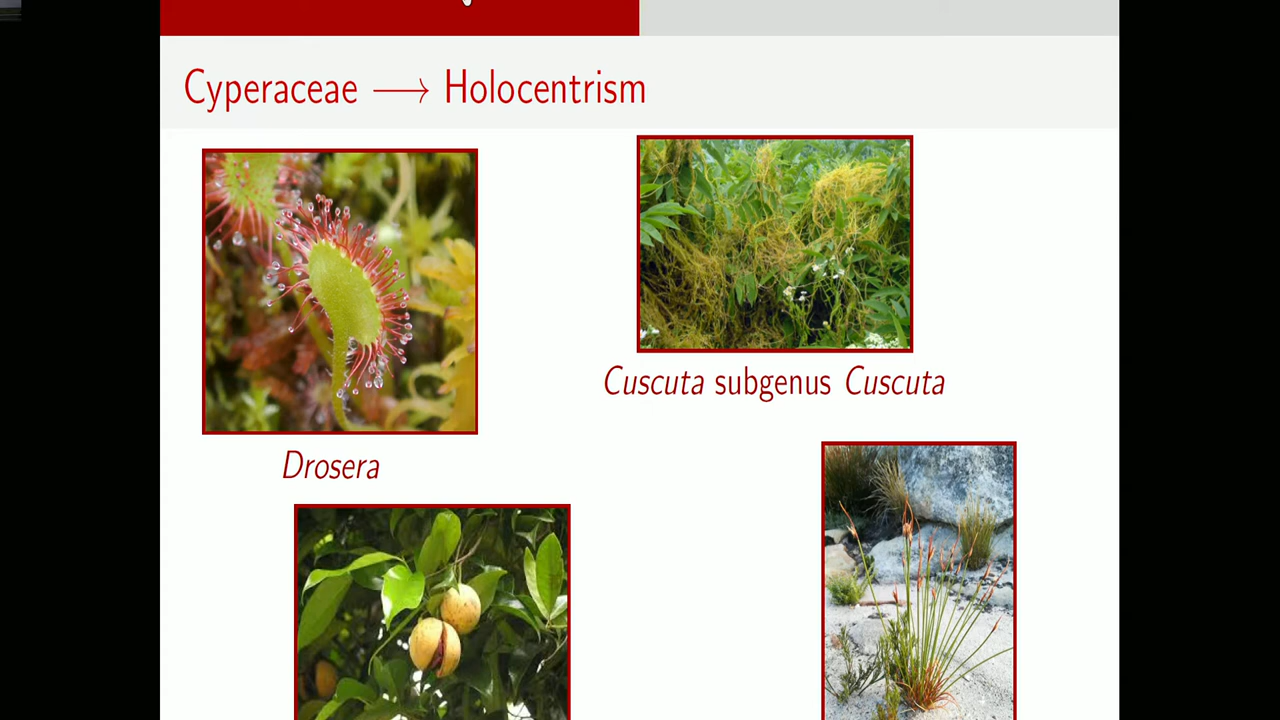 Cyperaceae ⟶ Holocentrism
Cuscuta subgenus Cuscuta
Drosera